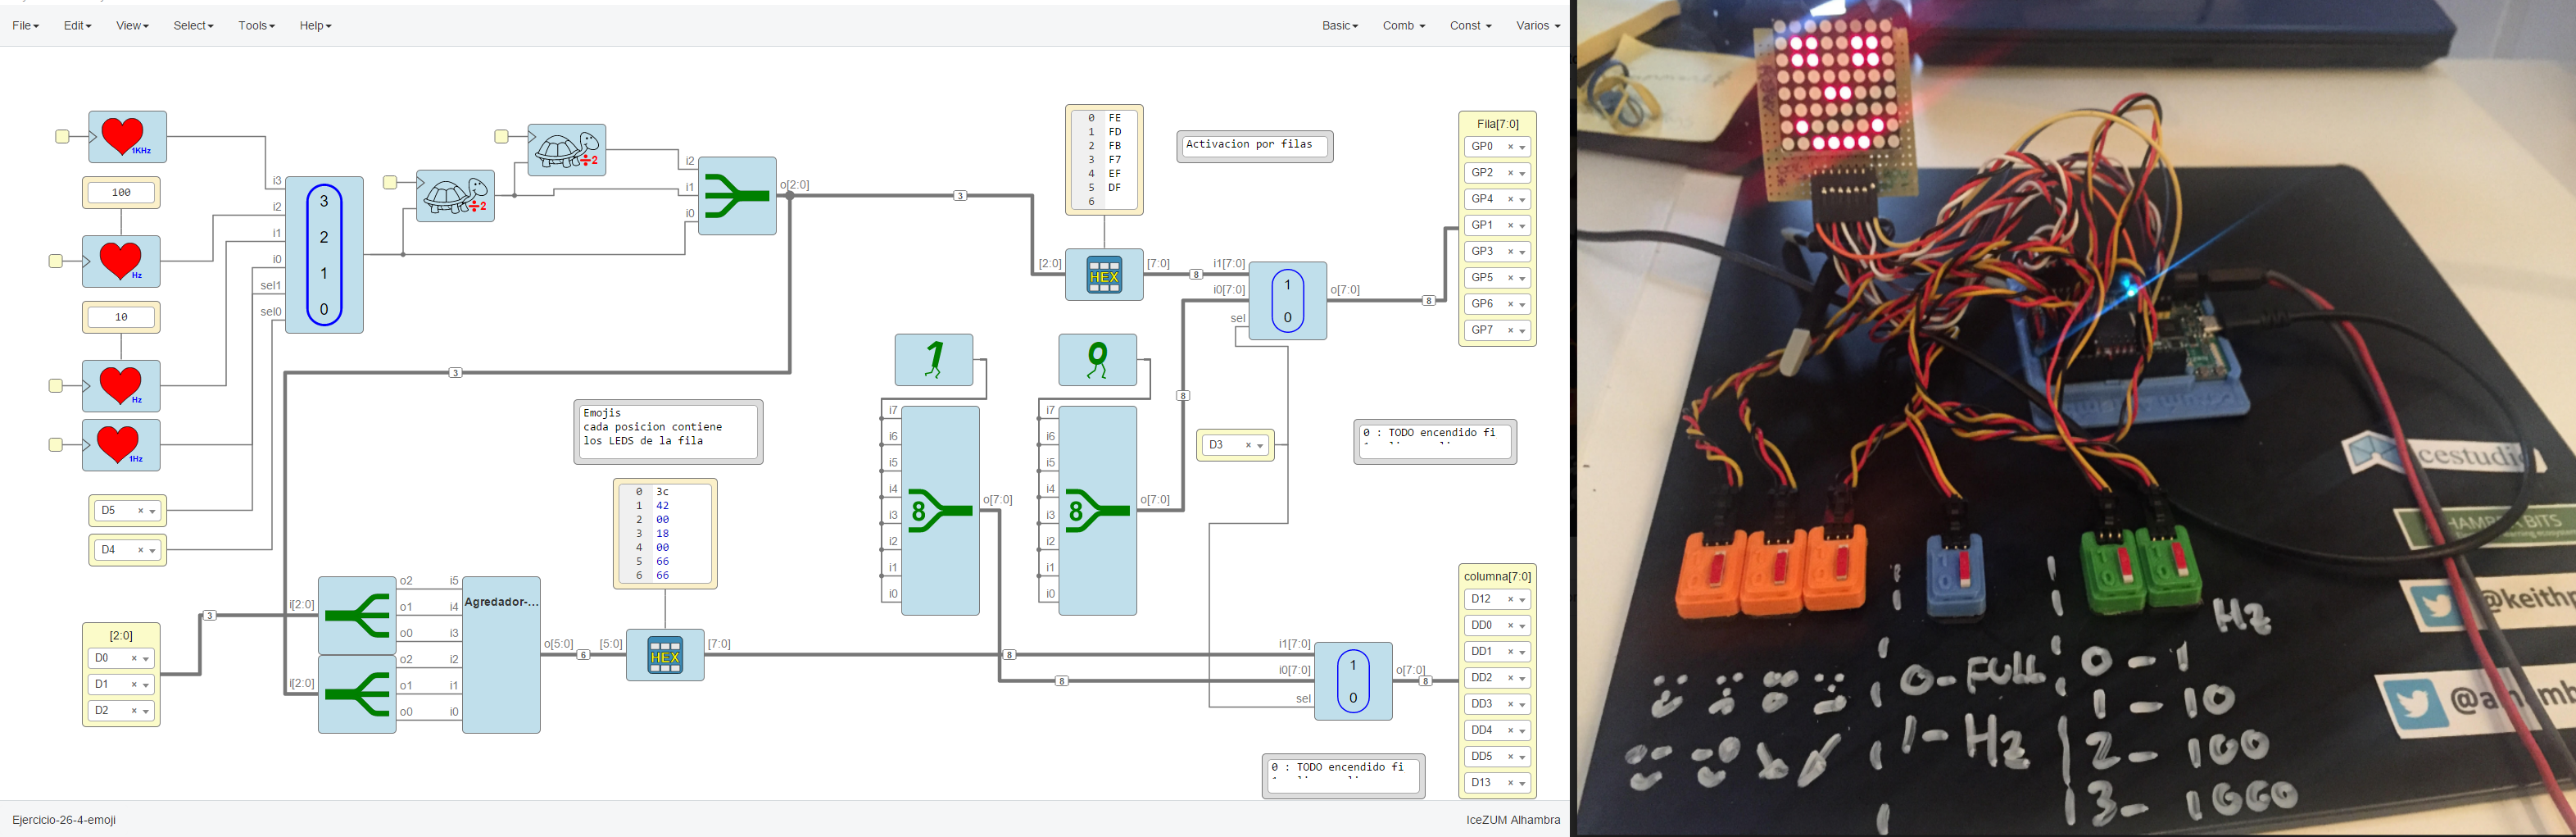 File Edit View Select Tools Help
Basic Comb Const Varios
1KHz
100
Hz
10
Hz
1Hz
i3
i2
i1
i0
sel1
sel0
3
2
1
0
÷2
÷2
i2
i1
i0
o[2:0]
3
3
D5
D4
[2:0]
D0
D1
D2
3
i[2:0]
i[2:0]
o2
o1
o0
o2
o1
o0
i5
i4
i3
i2
i1
i0
Agredador-...
o[5:0]
6
Emojis
cada posicion contiene
los LEDS de la fila
0 3c
1 42
2 00
3 18
4 00
5 66
6 66
[5:0]
HEX
[7:0]
8
8
1
i7
i6
i5
i4
i3
i2
i1
i0
8
o[7:0]
0
i7
i6
i5
i4
i3
i2
i1
i0
8
o[7:0]
8
0 FE
1 FD
2 FB
3 F7
4 EF
5 DF
6
Activacion por filas
[2:0]
HEX
[7:0]
8
i1[7:0]
i0[7:0]
sel
1
0
o[7:0]
8
D3
0 : TODO encendido fi
i1[7:0]
i0[7:0]
sel
1
0
o[7:0]
8
0 : TODO encendido fi
Fila[7:0]
GP0
GP2
GP4
GP1
GP3
GP5
GP6
GP7
columna[7:0]
D12
DD0
DD1
DD2
DD3
DD4
DD5
D13
Ejercicio-26-4-emoji
IceZUM Alhambra
cestudi
HAMBRA BITS
@keithp
@a
mb
Hz
0- FULL
1- Hz
0- 1
1- 10
2- 100
3- 1000